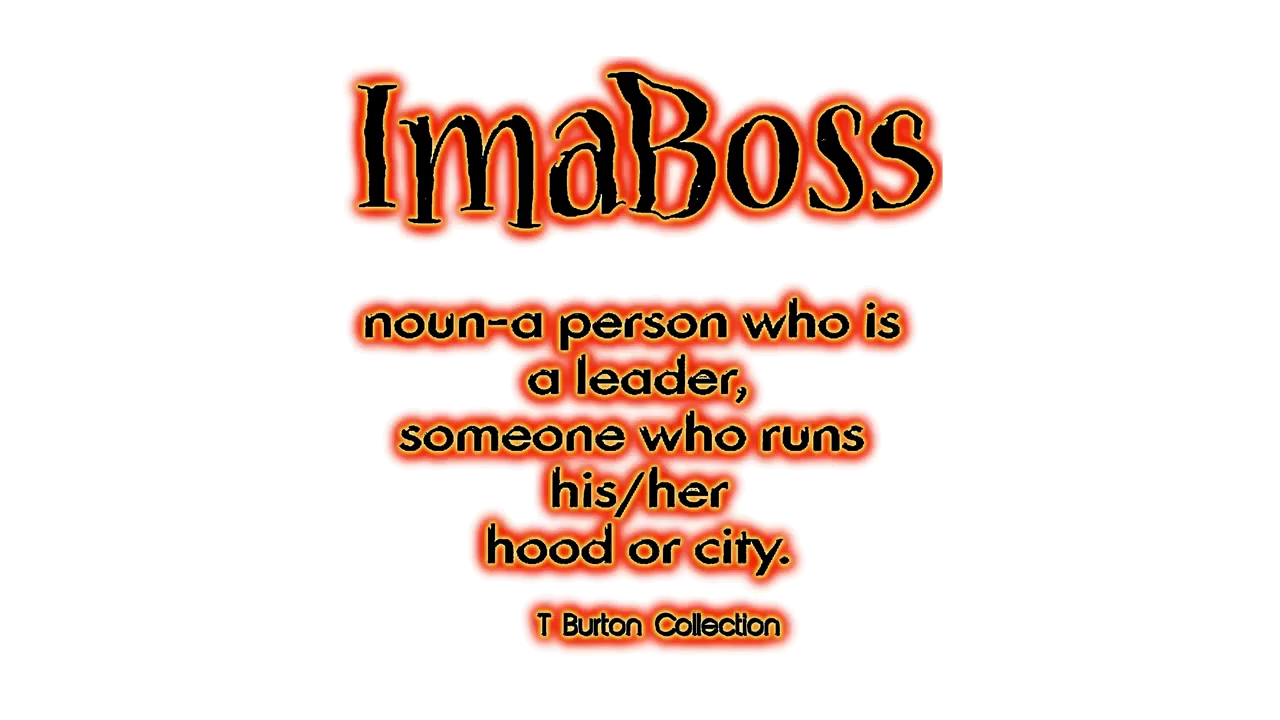 ImaBoss
noun-a person who is
a leader,
someone who runs
his/her
hood or city.
T Burton Collection